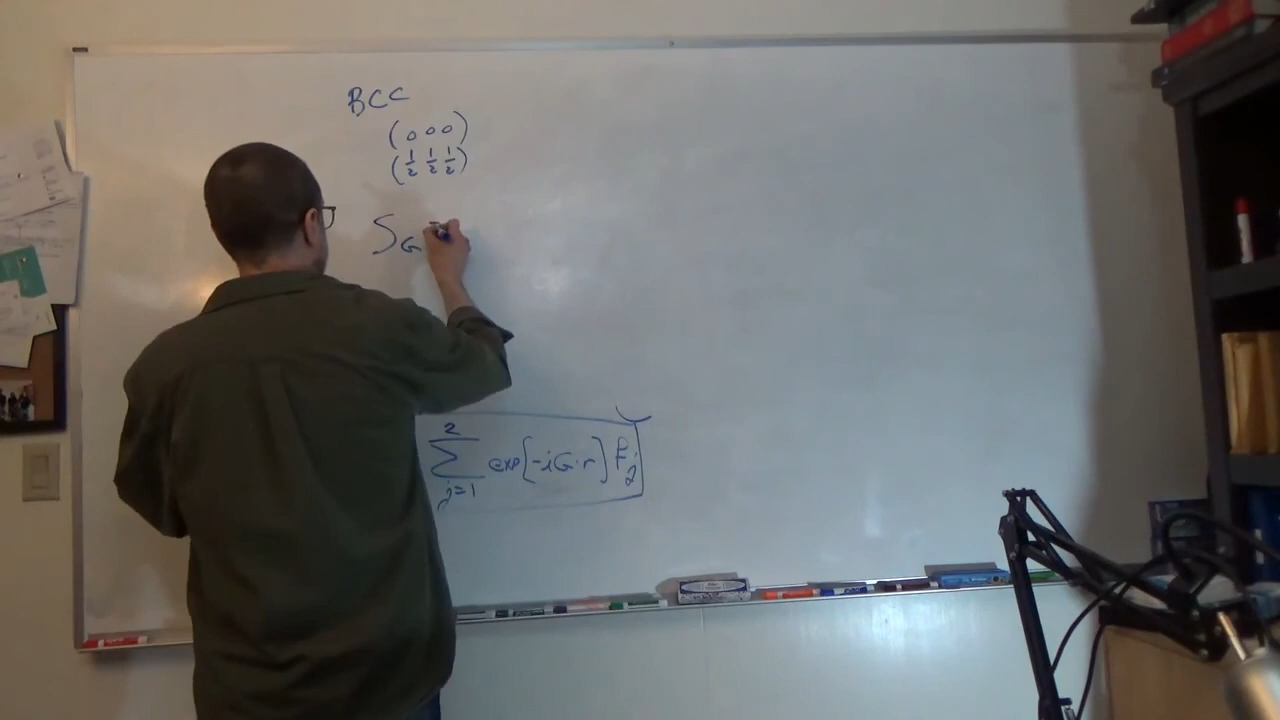 BCC
(0 0 0)
(1/2 1/2 1/2)
S_G =
2
∑ exp[-iG·r] f_j
j=1